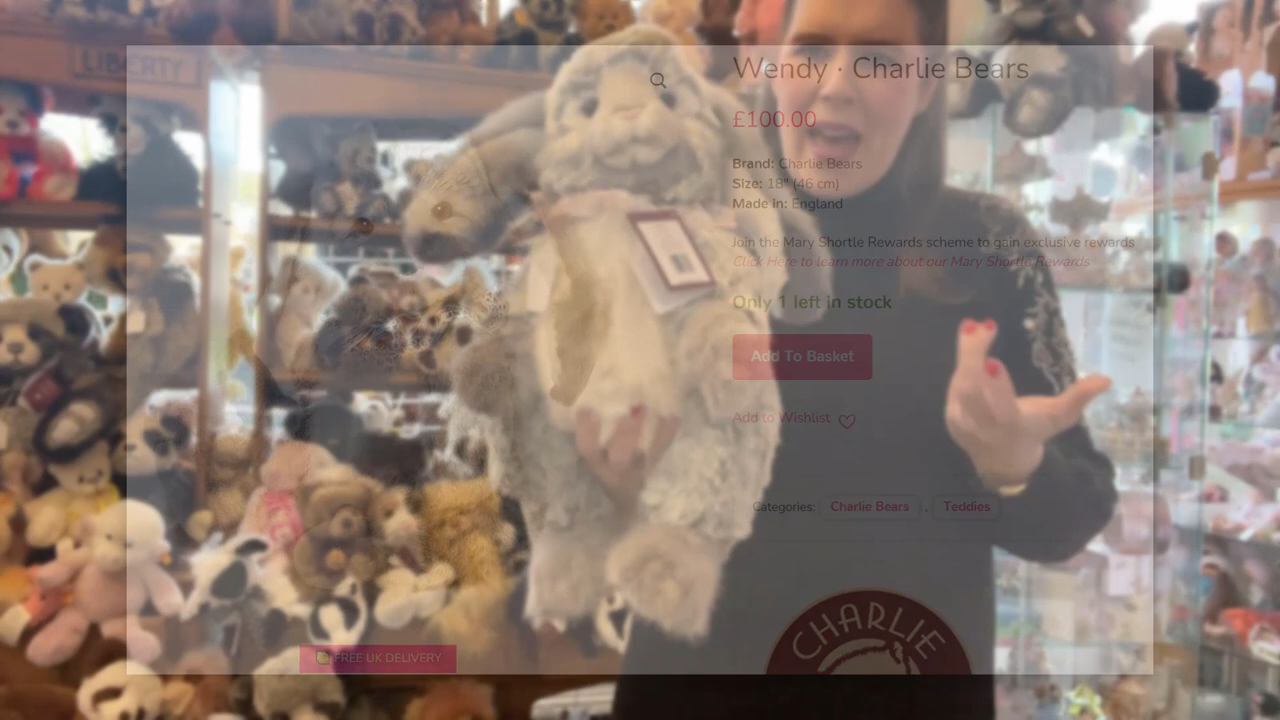 LIBERTY
Wendy · Charlie Bears
£100.00
Brand: Charlie Bears
Size: 18" (46 cm)
Made in: England
Join the Mary Shortle Rewards scheme to gain exclusive rewards
Click Here to learn more about our Mary Shortle Rewards
Only 1 left in stock
Add To Basket
Add to Wishlist
Categories: Charlie Bears , Teddies
CHARLIE
FREE UK DELIVERY